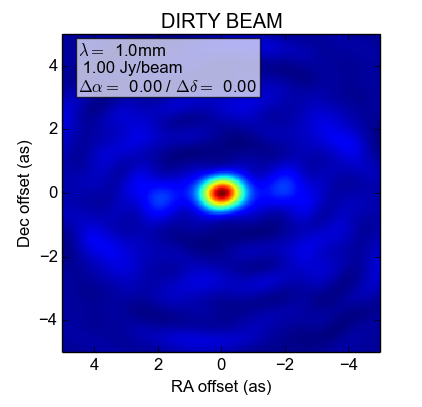 DIRTY BEAM
λ = 1.0mm
1.00 Jy/beam
Δα = 0.00 / Δδ = 0.00
Dec offset (as)
4
2
0
−2
−4
4 2 0 −2 −4
RA offset (as)